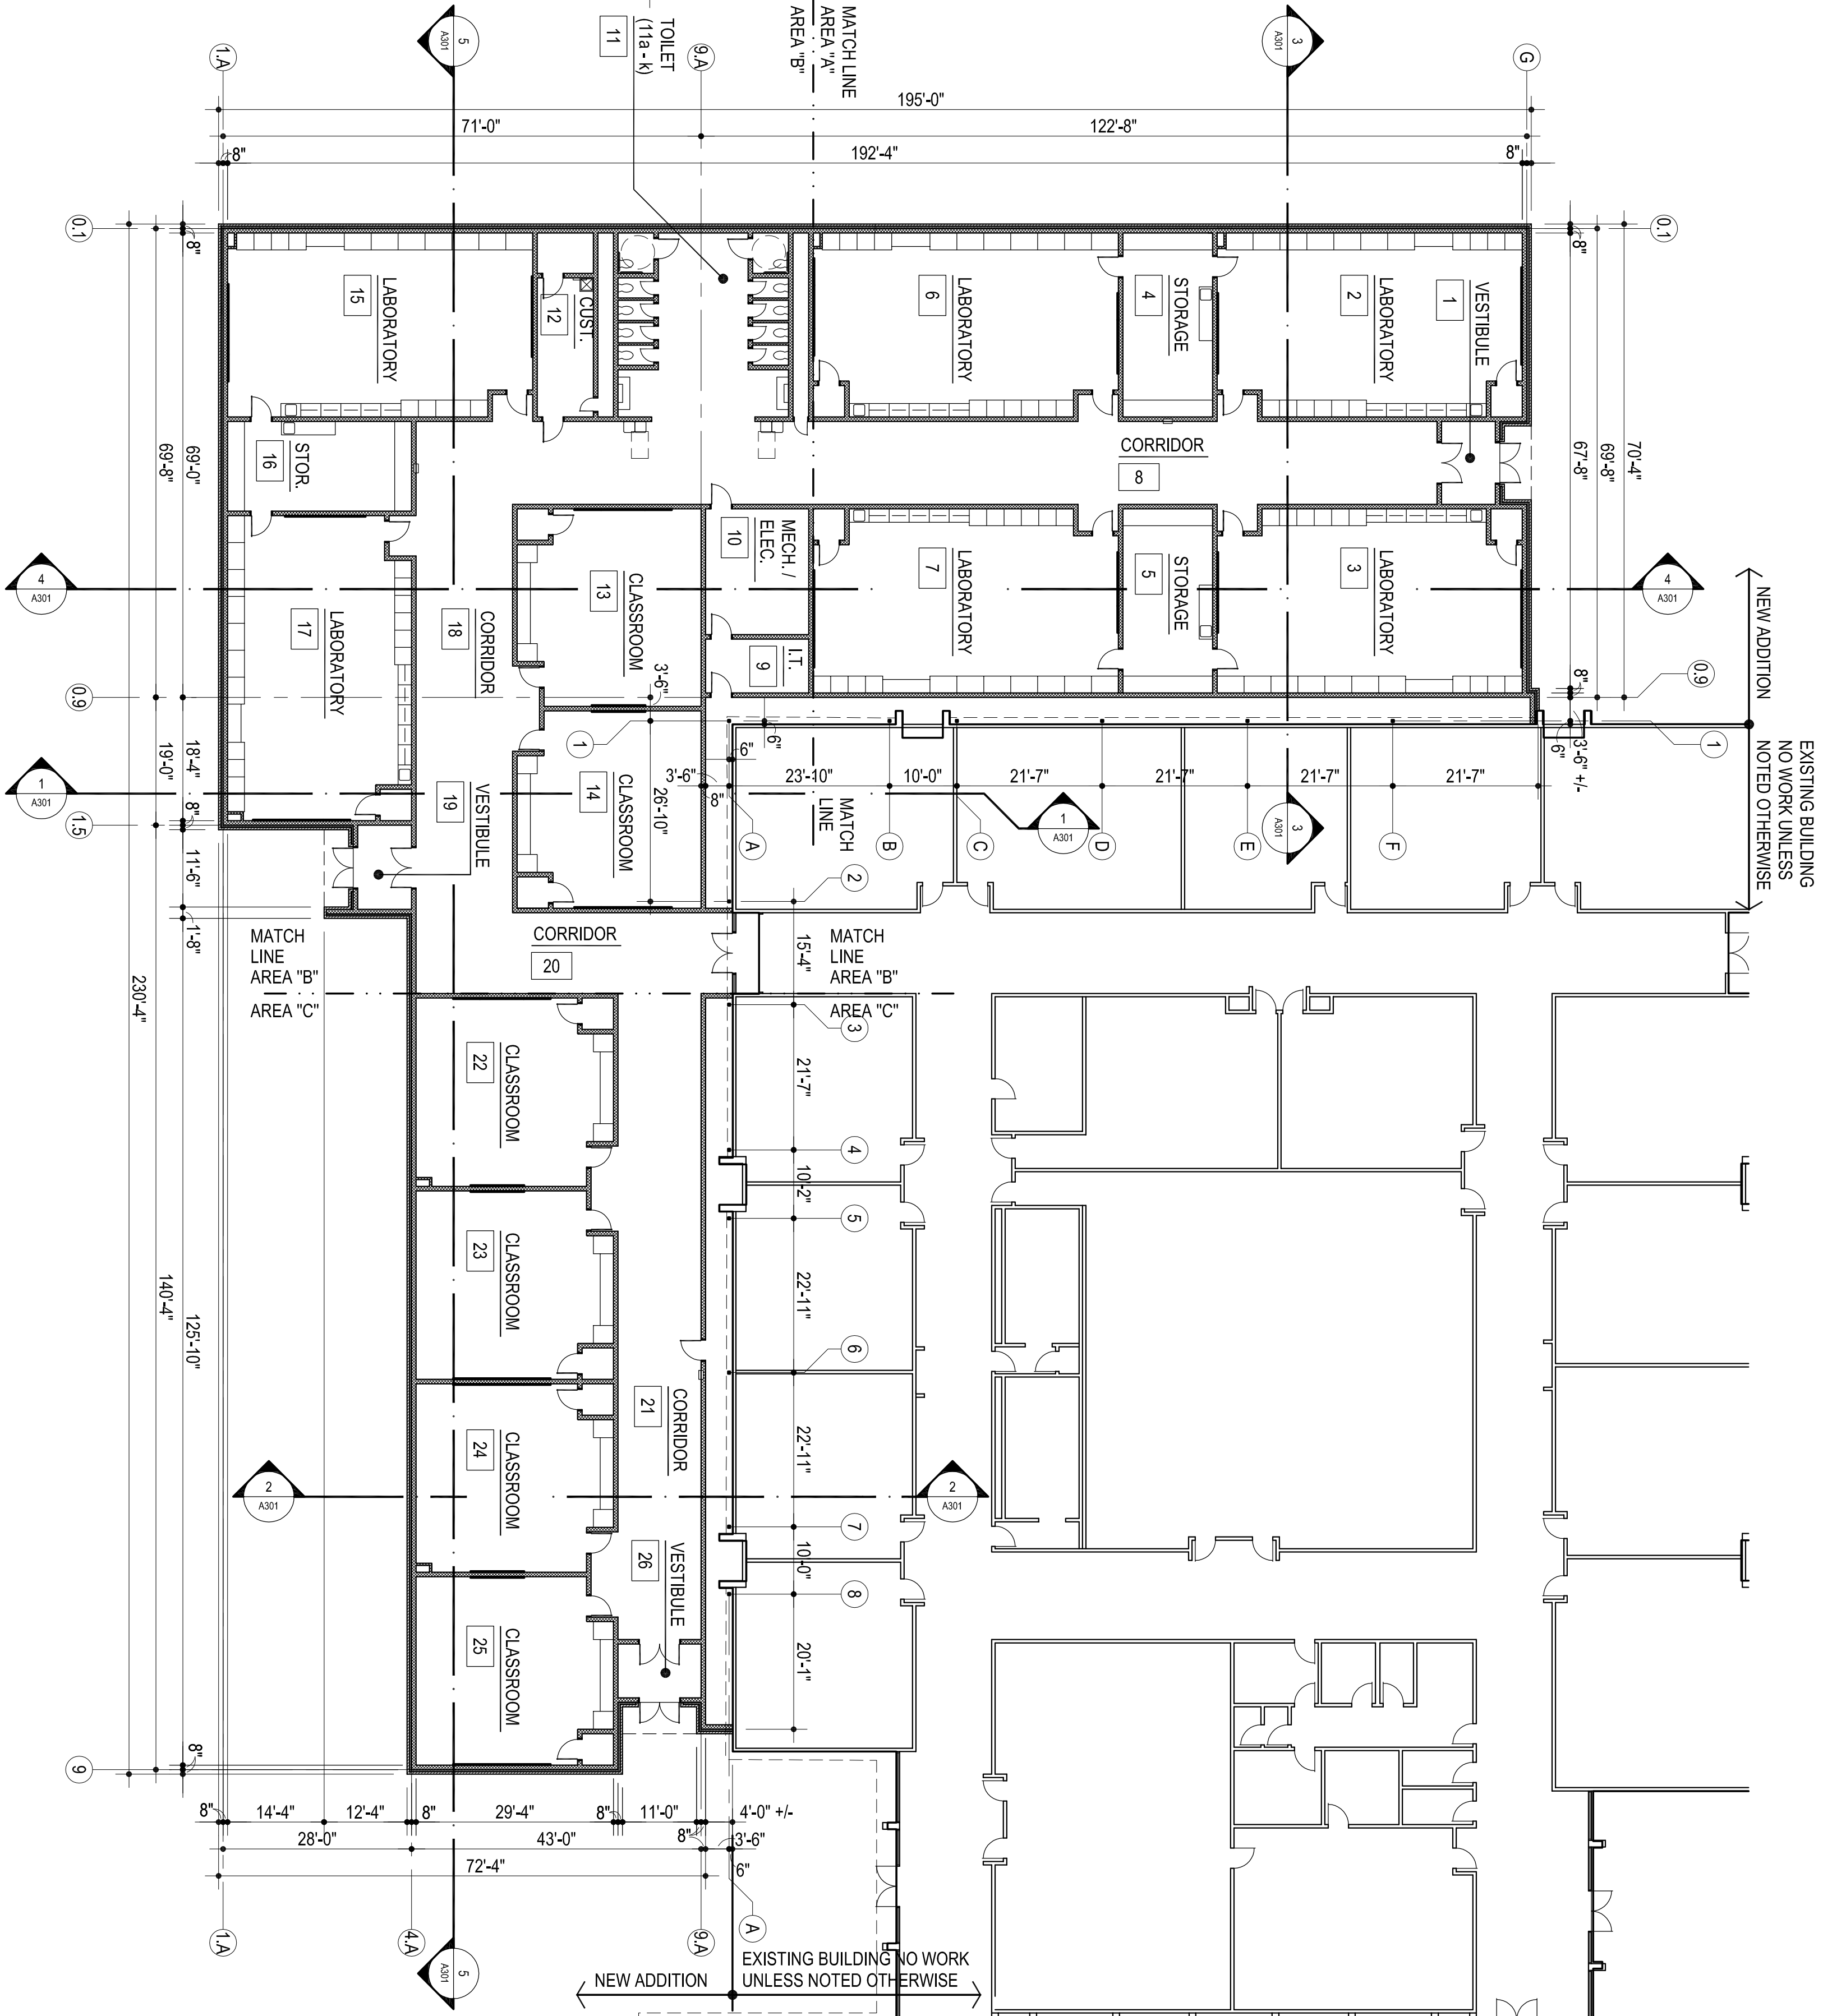 5
A301
3
A301
1.A
TOILET
(11a - k)
11
9.A
MATCH LINE
AREA "A"
AREA "B"
G
195'-0"
71'-0"
122'-8"
192'-4"
8"
8"
0.1
8"
0.1
8"
LABORATORY
15
CUST.
12
LABORATORY
6
STORAGE
4
LABORATORY
2
VESTIBULE
1
CORRIDOR
8
70'-4"
69'-8"
67'-8"
69'-0"
69'-8"
STOR.
16
MECH. /
ELEC.
10
LABORATORY
7
STORAGE
5
LABORATORY
3
4
A301
4
A301
NEW ADDITION
EXISTING BUILDING
NO WORK UNLESS
NOTED OTHERWISE
LABORATORY
17
CORRIDOR
18
CLASSROOM
13
I.T.
9
3'-6"
0.9
8"
0.9
1
6"
3'-6" +/-
6"
1
18'-4"
19'-0"
8"
1.5
1
A301
VESTIBULE
19
CLASSROOM
14
26'-10"
3'-6"
8"
6"
23'-10"
10'-0"
21'-7"
21'-7"
21'-7"
21'-7"
MATCH
LINE
1
A301
3
A301
A
B
C
D
E
F
2
11'-6"
1'-8"
MATCH
LINE
AREA "B"
AREA "C"
CORRIDOR
20
15'-4"
MATCH
LINE
AREA "B"
AREA "C"
3
230'-4"
140'-4"
125'-10"
CLASSROOM
22
21'-7"
4
10'-2"
5
CLASSROOM
23
22'-11"
6
CORRIDOR
21
CLASSROOM
24
22'-11"
2
A301
2
A301
7
10'-0"
8
VESTIBULE
26
CLASSROOM
25
20'-1"
8"
9
8"
14'-4"
12'-4"
8"
29'-4"
8"
11'-0"
4'-0" +/-
28'-0"
43'-0"
8"
3'-6"
72'-4"
6"
1.A
4.A
9.A
A
5
A301
NEW ADDITION
EXISTING BUILDING NO WORK
UNLESS NOTED OTHERWISE